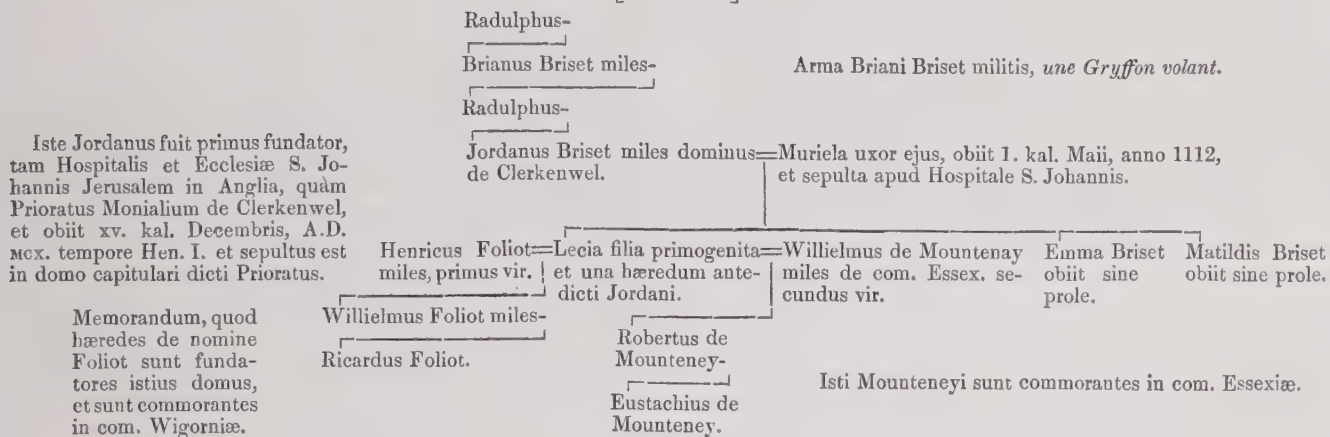 Radulphus-
Brianus Briset miles-
Arma Briani Briset militis, une Gryffon volant.
Radulphus-
Iste Jordanus fuit primus fundator,
tam Hospitalis et Ecclesiæ S. Jo-
hannis Jerusalem in Anglia, quàm
Prioratus Monialium de Clerkenwel,
et obiit xv. kal. Decembris, A.D.
MCX. tempore Hen. I. et sepultus est
in domo capitulari dicti Prioratus.
Jordanus Briset miles dominus=Muriela uxor ejus, obiit 1. kal. Maii, anno 1112,
de Clerkenwel.
et sepulta apud Hospitale S. Johannis.
Henricus Foliot=Lecia filia primogenita=Willielmus de Mountenay
miles, primus vir.
et una hæredum ante-
dicti Jordani.
miles de com. Essex. se-
cundus vir.
Emma Briset
obiit sine
prole.
Matildis Briset
obiit sine prole.
Memorandum, quod
hæredes de nomine
Foliot sunt funda-
tores istius domus,
et sunt commorantes
in com. Wigorniæ.
Willielmus Foliot miles-
Ricardus Foliot.
Robertus de
Mounteney-
Eustachius de
Mounteney.
Isti Mounteneyi sunt commorantes in com. Essexiæ.